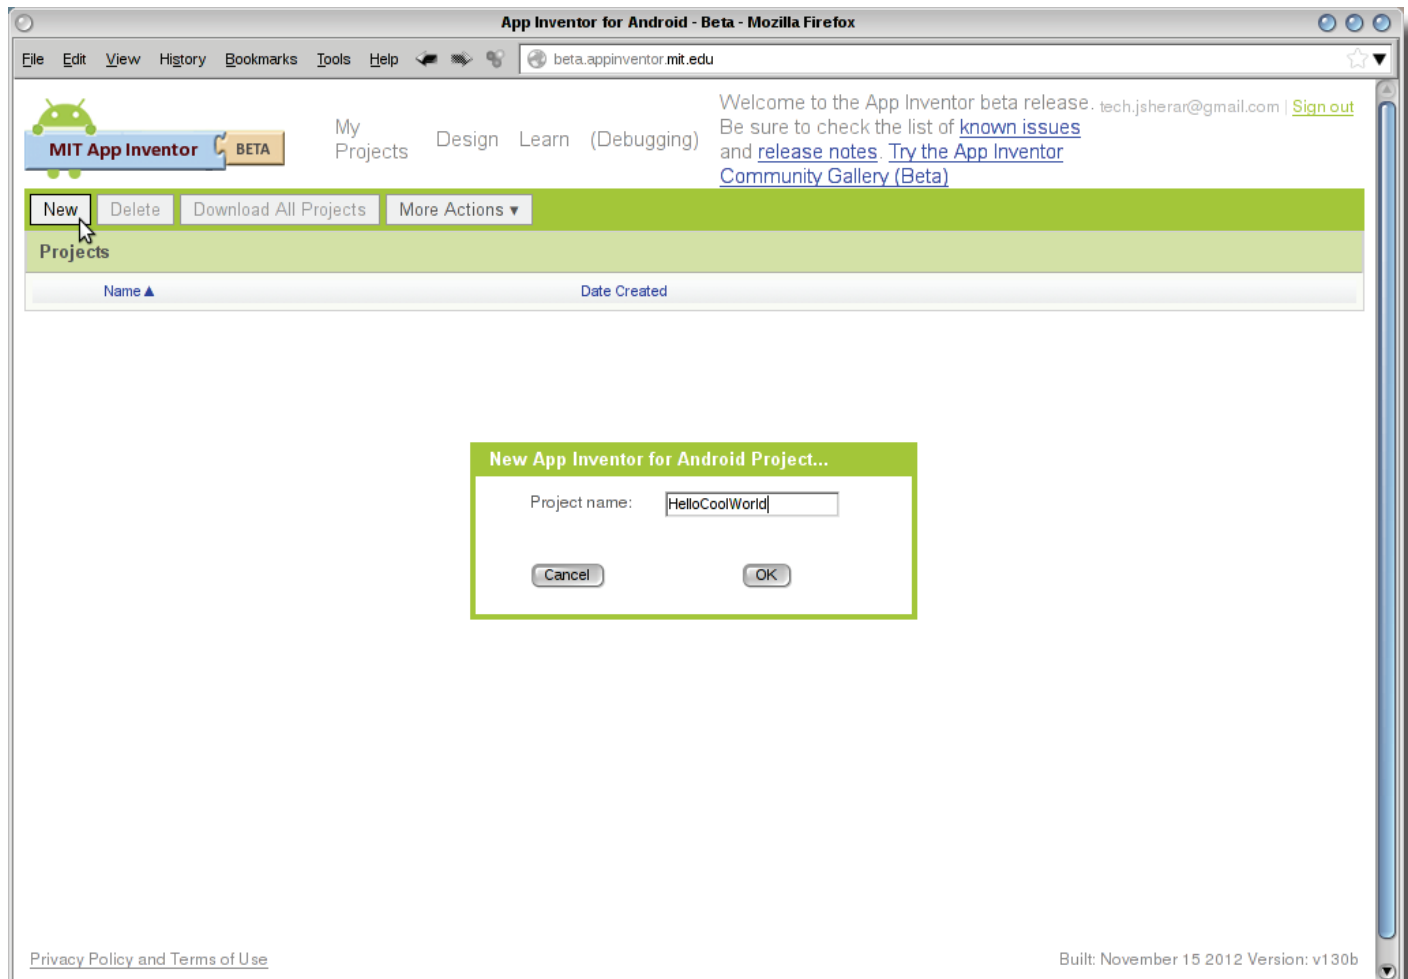 App Inventor for Android - Beta - Mozilla Firefox
File Edit View History Bookmarks Tools Help beta.appinventor.mit.edu
MIT App Inventor BETA
My Projects
Design Learn (Debugging)
Welcome to the App Inventor beta release.
Be sure to check the list of known issues
and release notes. Try the App Inventor
Community Gallery (Beta)
tech.jsherar@gmail.com | Sign out
New Delete Download All Projects More Actions ▾
Projects
Name ▲ Date Created
New App Inventor for Android Project...
Project name: HelloCoolWorld
Cancel OK
Privacy Policy and Terms of Use Built: November 15 2012 Version: v130b